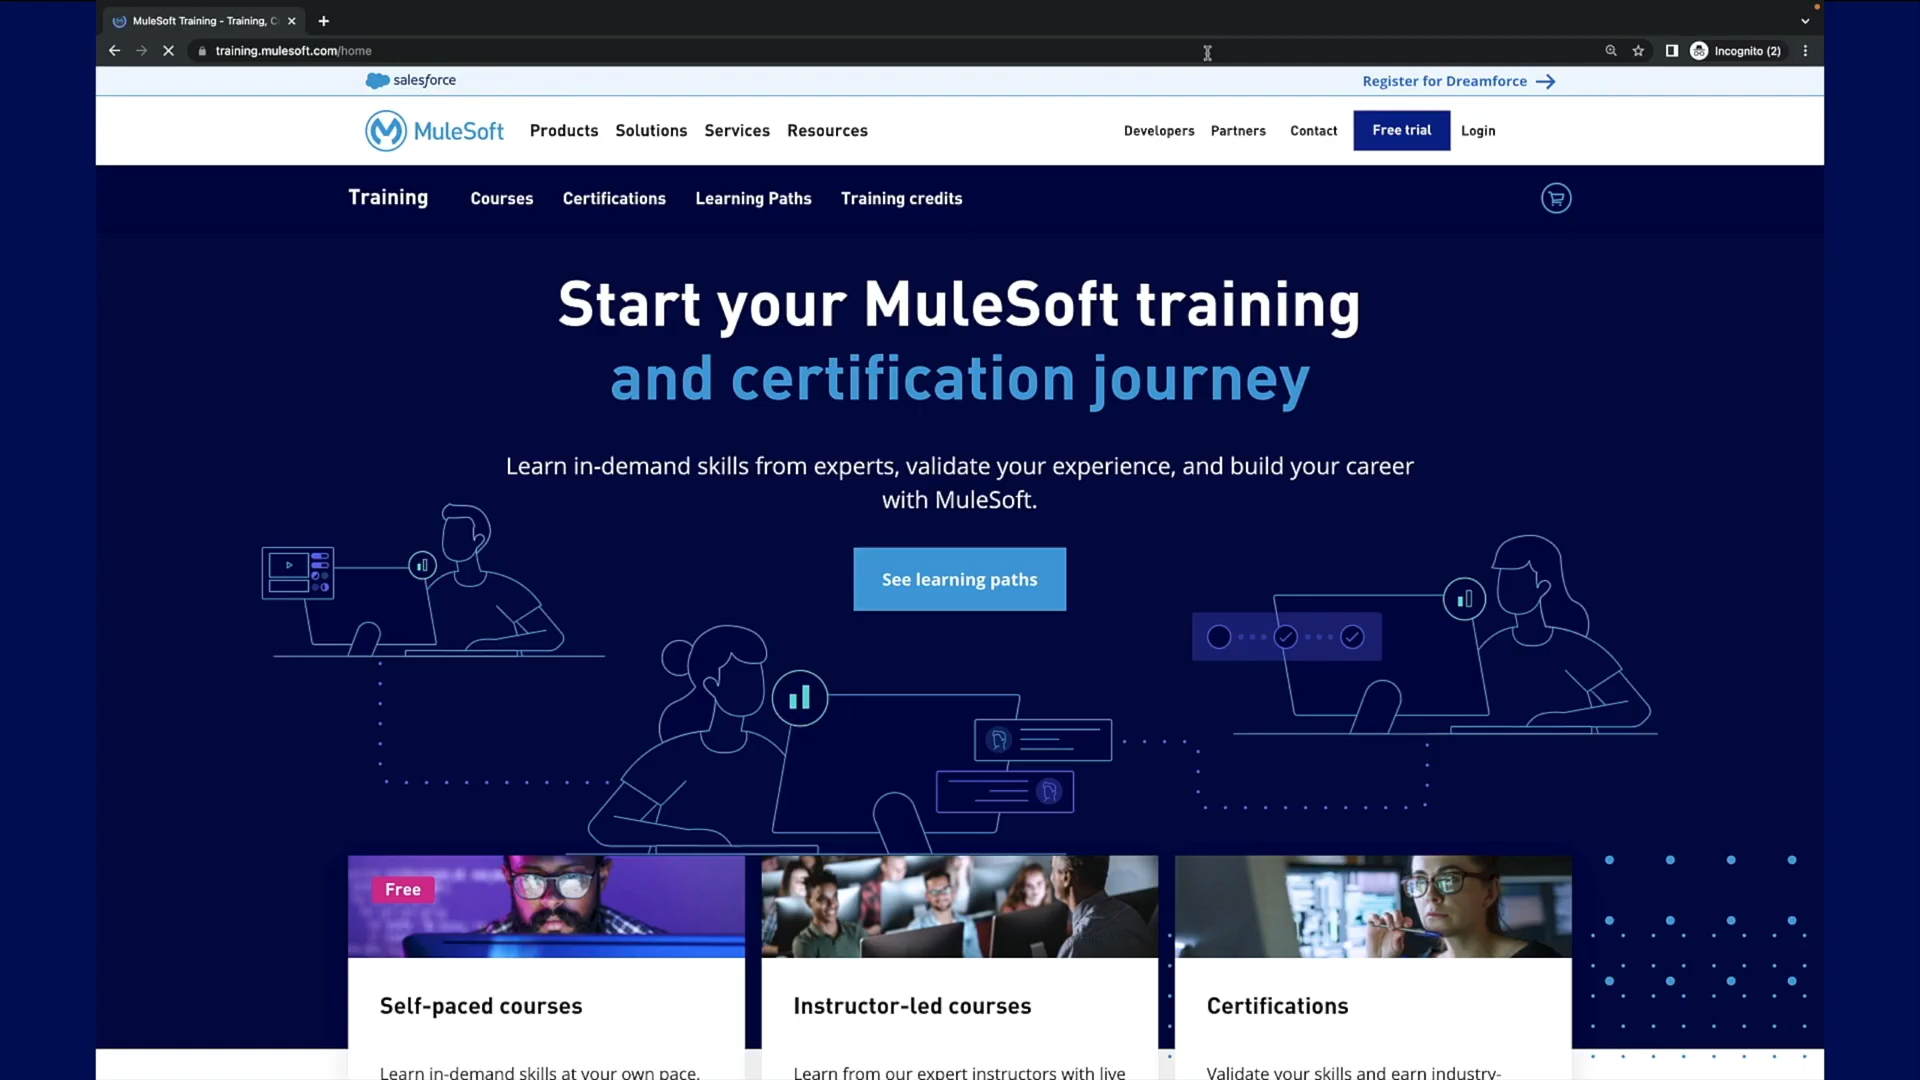 MuleSoft Training - Training, C
training.mulesoft.com/home
Incognito (2)
salesforce
Register for Dreamforce
MuleSoft
Products
Solutions
Services
Resources
Developers
Partners
Contact
Free trial
Login
Training
Courses
Certifications
Learning Paths
Training credits
Start your MuleSoft training
and certification journey
Learn in-demand skills from experts, validate your experience, and build your career
with MuleSoft.
See learning paths
Free
Self-paced courses
Instructor-led courses
Certifications
Learn in-demand skills at your own pace.
Learn from our expert instructors with live
Validate your skills and earn industry-